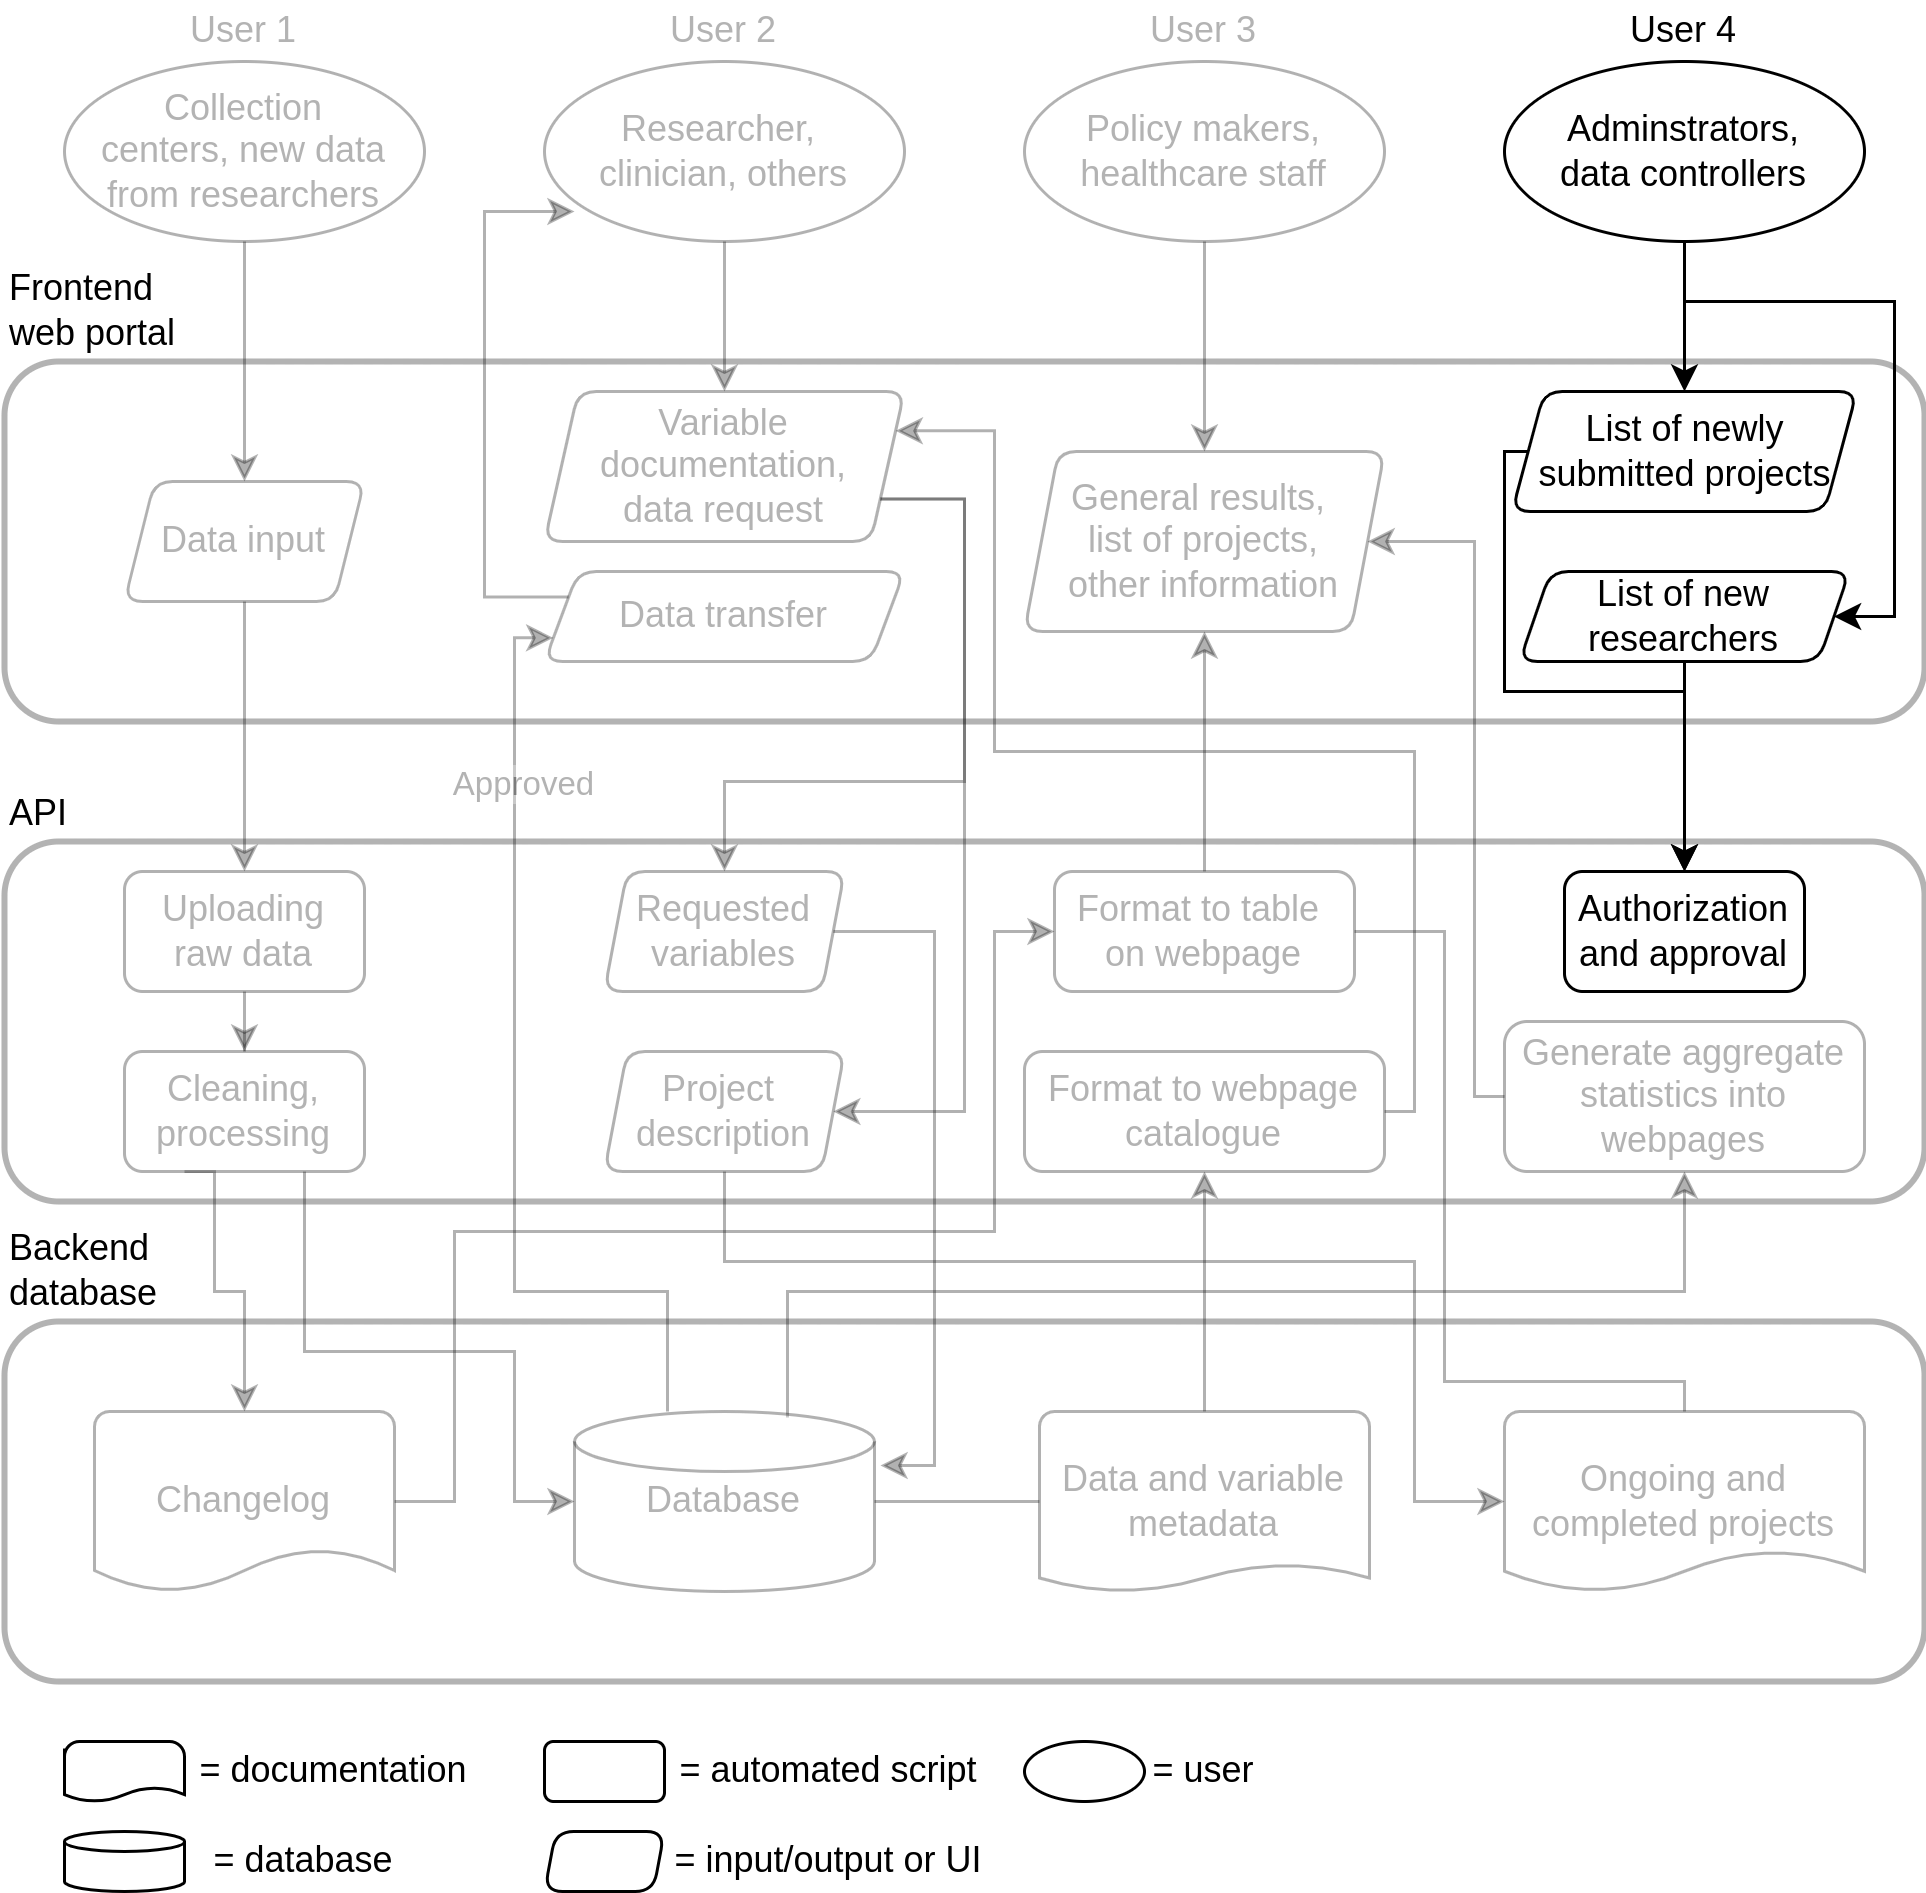 User 1
User 2
User 3
User 4
Collection
centers, new data
from researchers
Researcher,
clinician, others
Policy makers,
healthcare staff
Adminstrators,
data controllers
Frontend
web portal
Data input
Variable
documentation,
data request
Data transfer
General results,
list of projects,
other information
List of newly
submitted projects
List of new
researchers
Approved
API
Uploading
raw data
Requested
variables
Format to table
on webpage
Authorization
and approval
Cleaning,
processing
Project
description
Format to webpage
catalogue
Generate aggregate
statistics into
webpages
Backend
database
Changelog
Database
Data and variable
metadata
Ongoing and
completed projects
= documentation
= automated script
= user
= database
= input/output or UI